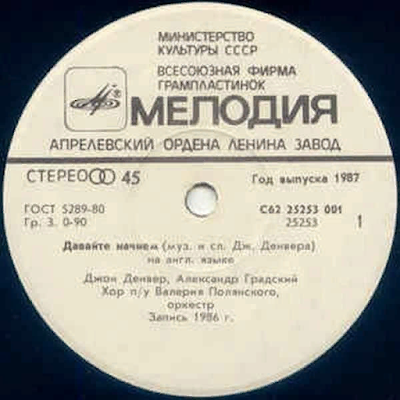 МИНИСТЕРСТВО
КУЛЬТУРЫ СССР
ВСЕСОЮЗНАЯ ФИРМА
ГРАМПЛАСТИНОК
МЕЛОДИЯ
АПРЕЛЕВСКИЙ ОРДЕНА ЛЕНИНА ЗАВОД
СТЕРЕО 45
Год выпуска 1987
ГОСТ 5289-80
С62 25253 001
Гр. 3. 0-90
25253
1
Давайте начнем (муз. и сл. Дж. Денвера)
на англ. языке
Джон Денвер, Александр Градский
Хор п/у Валерия Полянского,
оркестр
Запись 1986 г.